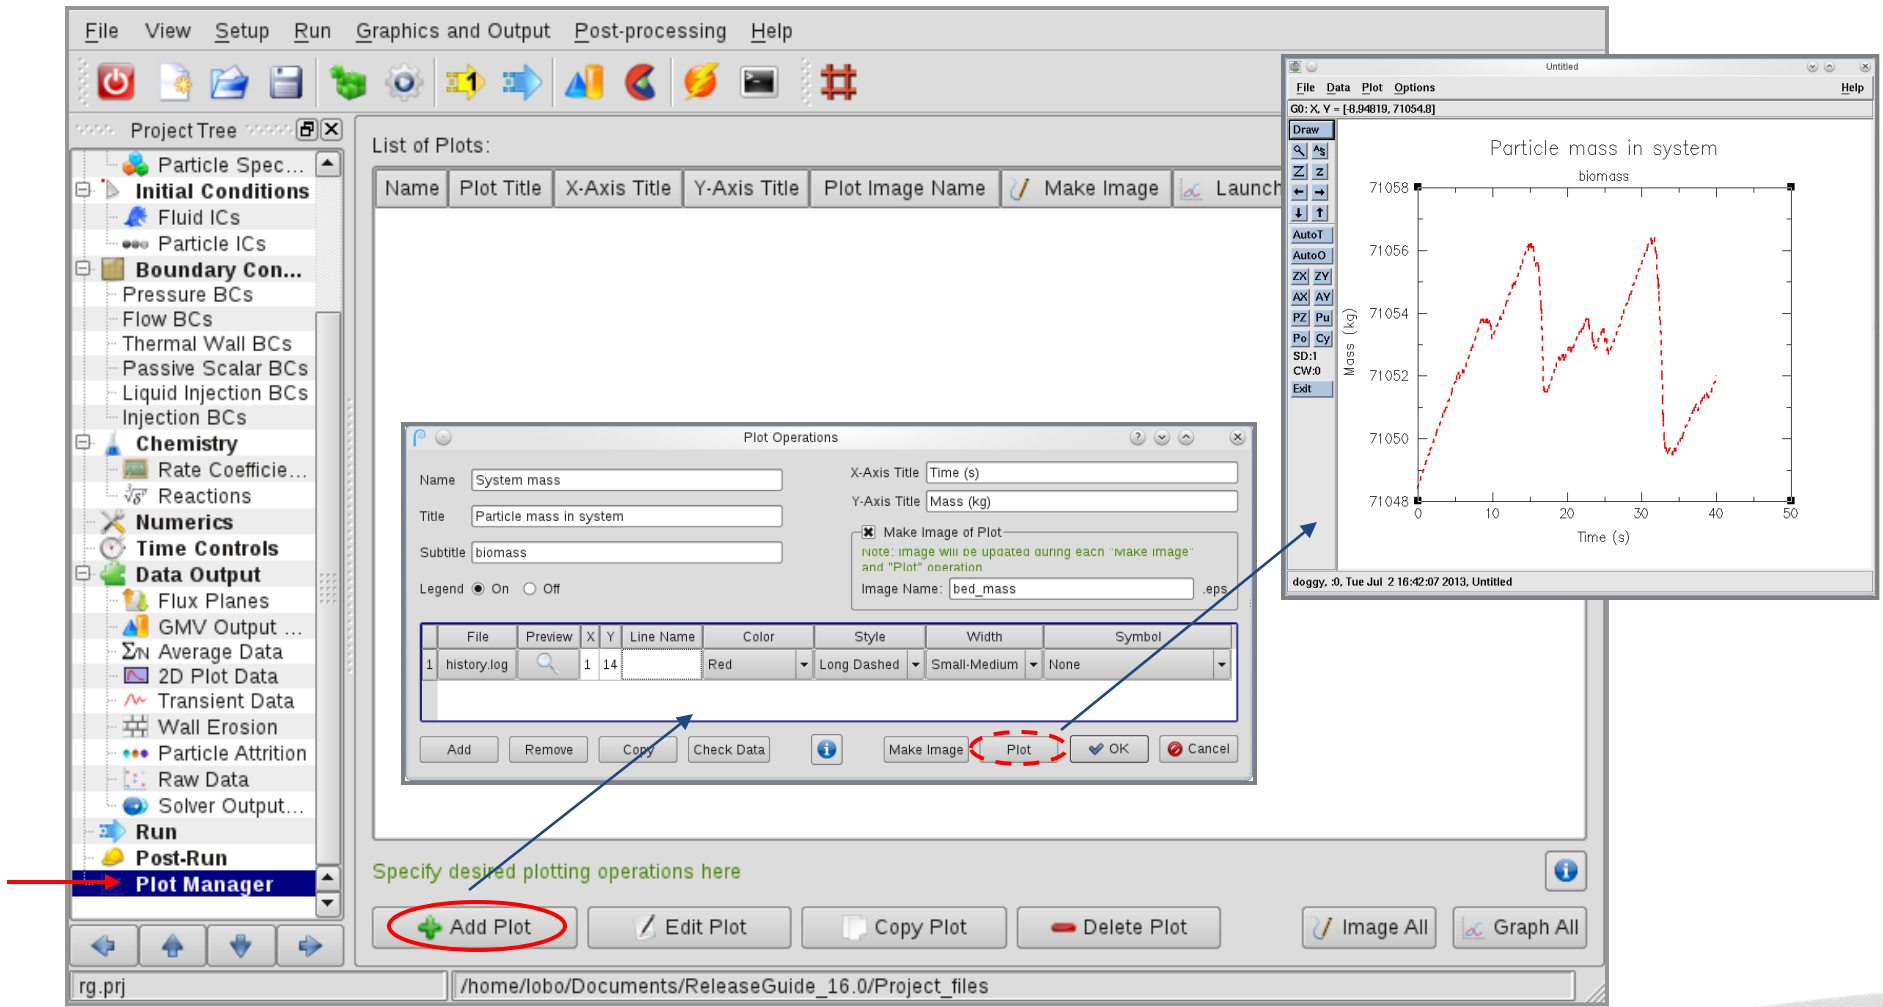 File View Setup Run Graphics and Output Post-processing Help
1
Project Tree
Particle Spec...
Initial Conditions
Fluid ICs
Particle ICs
Boundary Con...
Pressure BCs
Flow BCs
Thermal Wall BCs
Passive Scalar BCs
Liquid Injection BCs
Injection BCs
Chemistry
Rate Coefficie...
Reactions
Numerics
Time Controls
Data Output
Flux Planes
GMV Output ...
Average Data
2D Plot Data
Transient Data
Wall Erosion
Particle Attrition
Raw Data
Solver Output...
Run
Post-Run
Plot Manager
List of Plots:
Name Plot Title X-Axis Title Y-Axis Title Plot Image Name Make Image Launch
Plot Operations
Name System mass
Title Particle mass in system
Subtitle biomass
Legend On Off
X-Axis Title Time (s)
Y-Axis Title Mass (kg)
Make Image of Plot
Note: Image will be updated during each "Make Image"
and "Plot" operation
Image Name: bed_mass .eps
File Preview X Y Line Name Color Style Width Symbol
1 history.log 1 14 Red Long Dashed Small-Medium None
Add Remove Copy Check Data Make Image Plot OK Cancel
Specify desired plotting operations here
Add Plot Edit Plot Copy Plot Delete Plot Image All Graph All
rg.prj /home/lobo/Documents/ReleaseGuide_16.0/Project_files
Untitled
File Data Plot Options Help
G0: X, Y = [-8.94819, 71054.8]
Draw
AS
Z z
AutoT
AutoO
ZX ZY
AX AY
PZ Pu
Po Cy
SD:1
CW:0
Exit
Particle mass in system
biomass
71058
71056
71054
71052
71050
71048
Mass (kg)
0 10 20 30 40 50
Time (s)
doggy, :0, Tue Jul 2 16:42:07 2013, Untitled